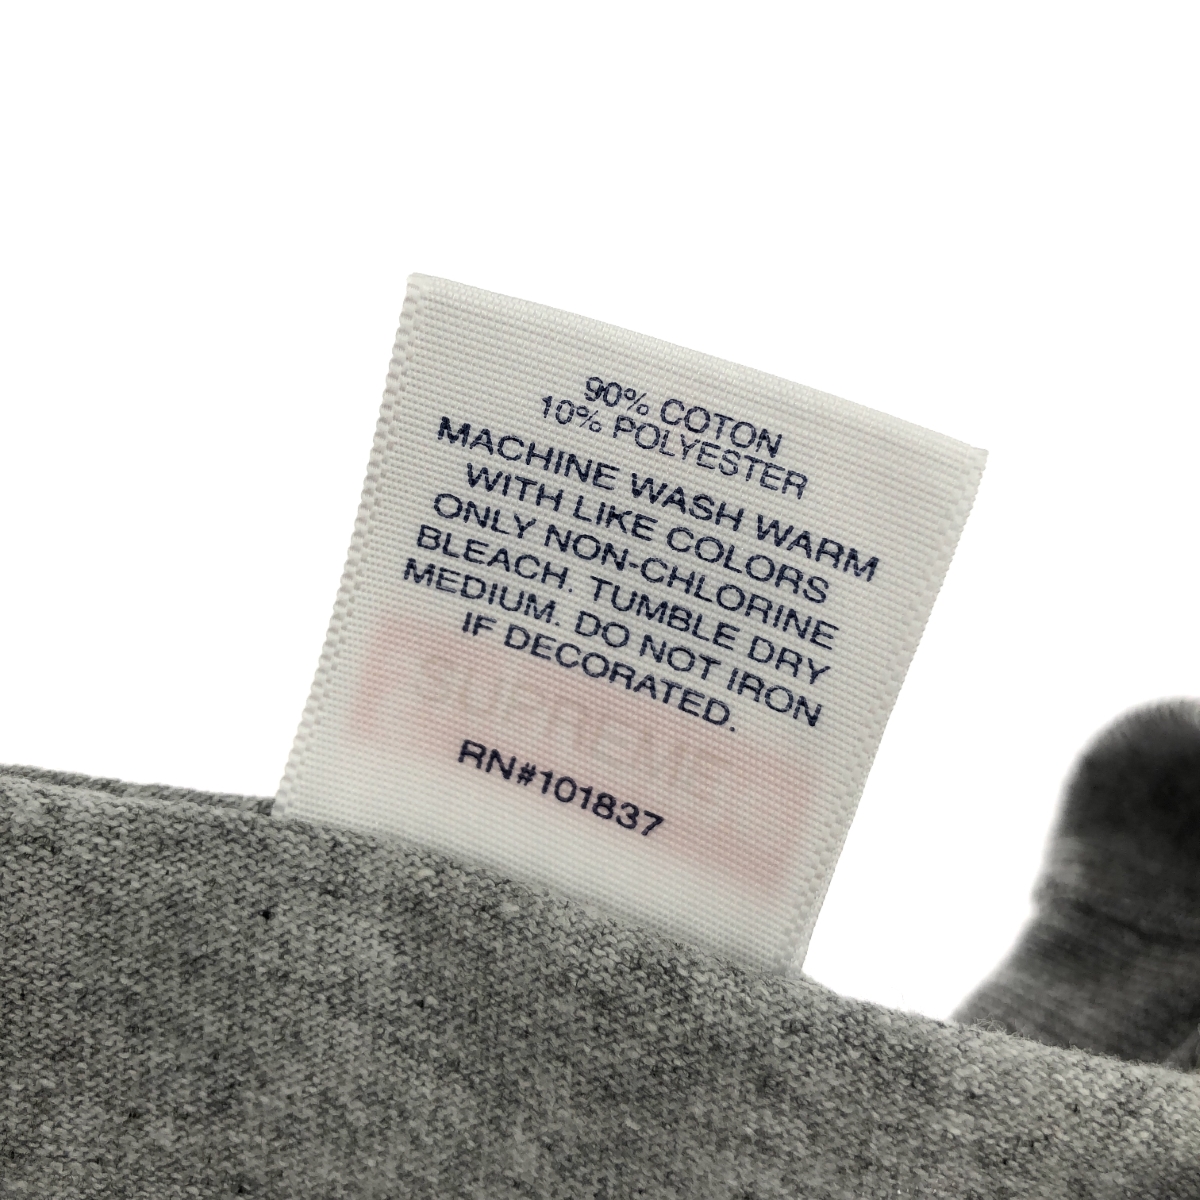 90% COTON
10% POLYESTER
MACHINE WASH WARM
WITH LIKE COLORS
ONLY NON-CHLORINE
BLEACH. TUMBLE DRY
MEDIUM. DO NOT IRON
IF DECORATED.
RN#101837